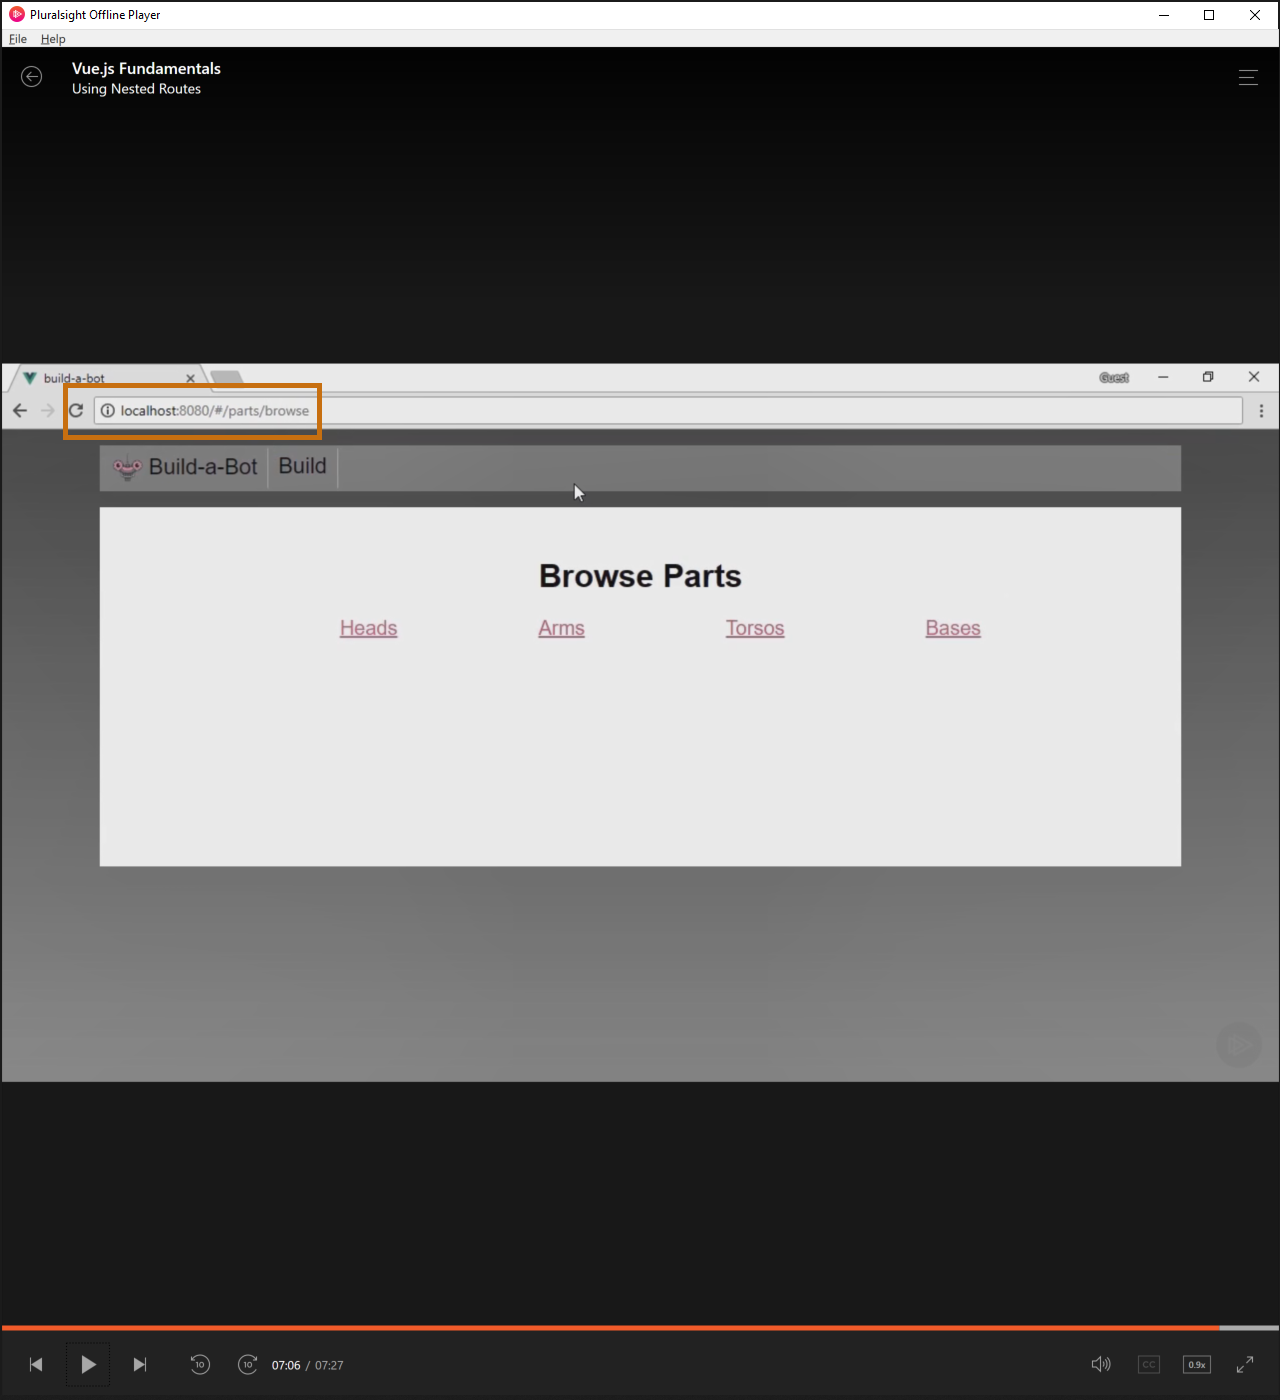 Pluralsight Offline Player
File Help
Vue.js Fundamentals
Using Nested Routes
build-a-bot
Guest
localhost:8080/#/parts/browse
Build-a-Bot Build
Browse Parts
Heads Arms Torsos Bases
10 10 07:06 / 07:27 CC 0.9x